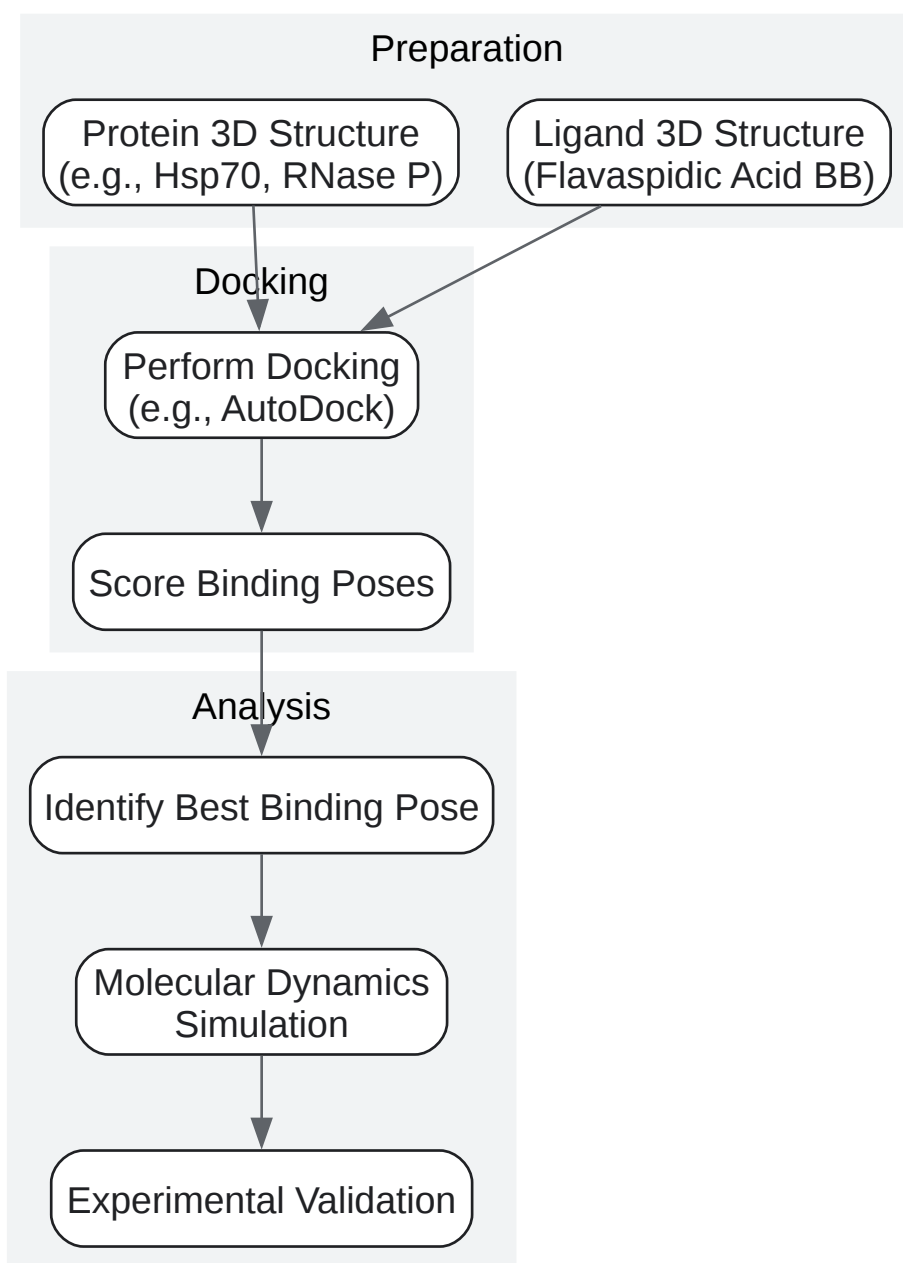 Preparation
Protein 3D Structure
(e.g., Hsp70, RNase P)
Ligand 3D Structure
(Flavaspidic Acid BB)
Docking
Perform Docking
(e.g., AutoDock)
Score Binding Poses
Analysis
Identify Best Binding Pose
Molecular Dynamics
Simulation
Experimental Validation